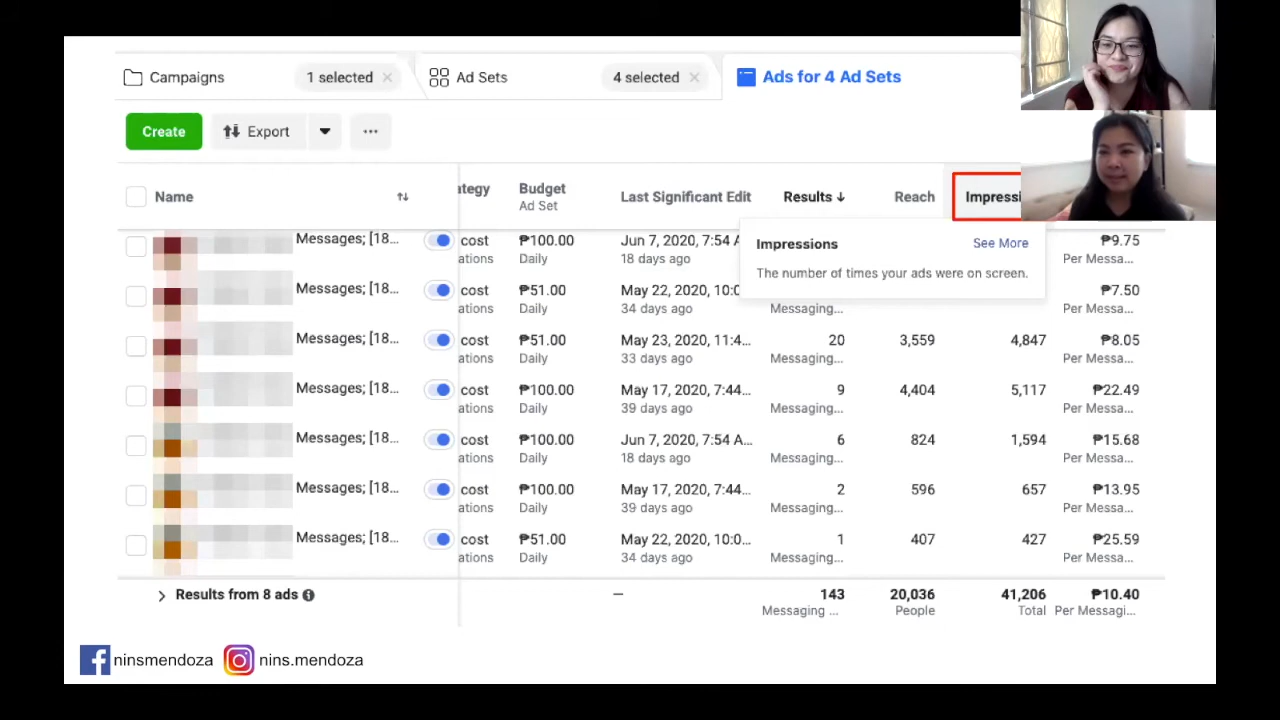 Campaigns 1 selected × Ad Sets 4 selected × Ads for 4 Ad Sets
Create Export ...
Name ategy Budget Ad Set Last Significant Edit Results ↓ Reach Impressi
Impressions See More
The number of times your ads were on screen.
Messages; [18... cost ₱100.00 Jun 7, 2020, 7:54 A ₱9.75
ations Daily 18 days ago Per Messa...
Messages; [18... cost ₱51.00 May 22, 2020, 10:0 ₱7.50
ations Daily 34 days ago Messaging... Per Messa...
Messages; [18... cost ₱51.00 May 23, 2020, 11:4... 20 3,559 4,847 ₱8.05
ations Daily 33 days ago Messaging... Per Messa...
Messages; [18... cost ₱100.00 May 17, 2020, 7:44... 9 4,404 5,117 ₱22.49
ations Daily 39 days ago Messaging... Per Messa...
Messages; [18... cost ₱100.00 Jun 7, 2020, 7:54 A... 6 824 1,594 ₱15.68
ations Daily 18 days ago Messaging... Per Messa...
Messages; [18... cost ₱100.00 May 17, 2020, 7:44... 2 596 657 ₱13.95
ations Daily 39 days ago Messaging... Per Messa...
Messages; [18... cost ₱51.00 May 22, 2020, 10:0... 1 407 427 ₱25.59
ations Daily 34 days ago Messaging... Per Messa...
Results from 8 ads — 143 20,036 41,206 ₱10.40
Messaging ... People Total Per Messagi...
ninsmendoza nins.mendoza